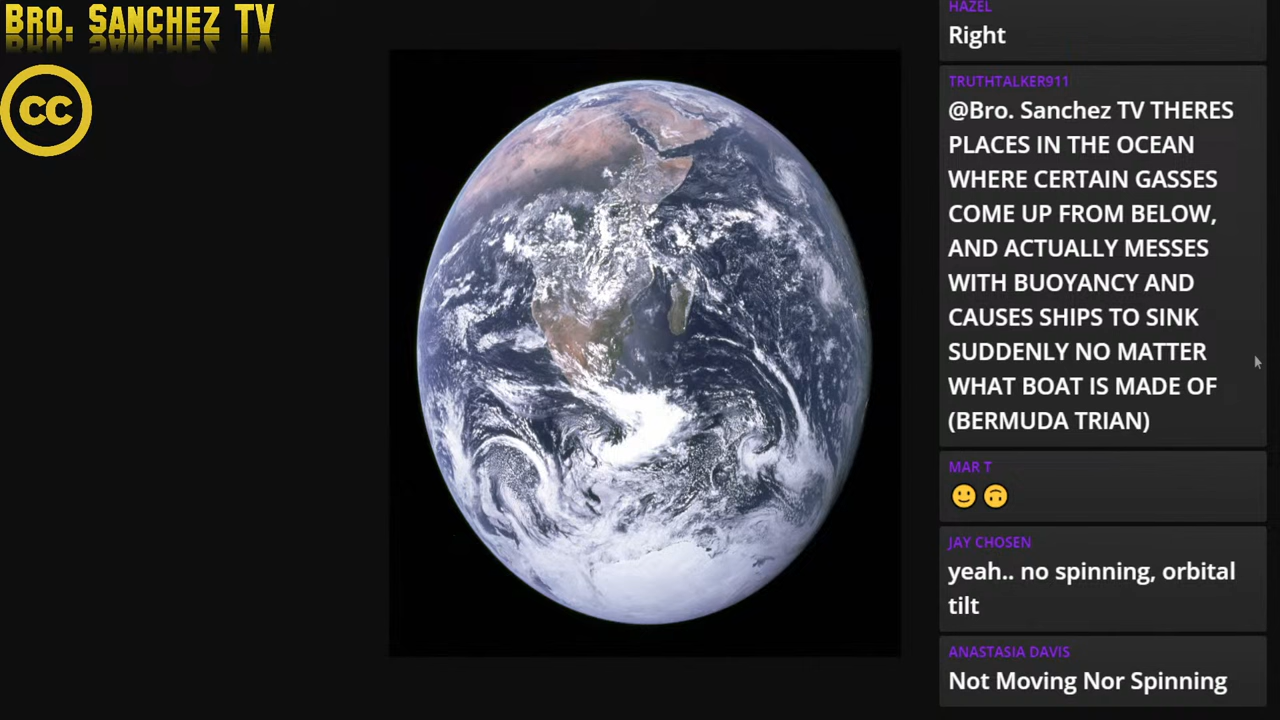 BRO. SANCHEZ TV
CC
HAZEL
Right
TRUTHTALKER911
@Bro. Sanchez TV THERES
PLACES IN THE OCEAN
WHERE CERTAIN GASSES
COME UP FROM BELOW,
AND ACTUALLY MESSES
WITH BUOYANCY AND
CAUSES SHIPS TO SINK
SUDDENLY NO MATTER
WHAT BOAT IS MADE OF
(BERMUDA TRIAN)
MAR T
🙂 🙃
JAY CHOSEN
yeah.. no spinning, orbital
tilt
ANASTASIA DAVIS
Not Moving Nor Spinning